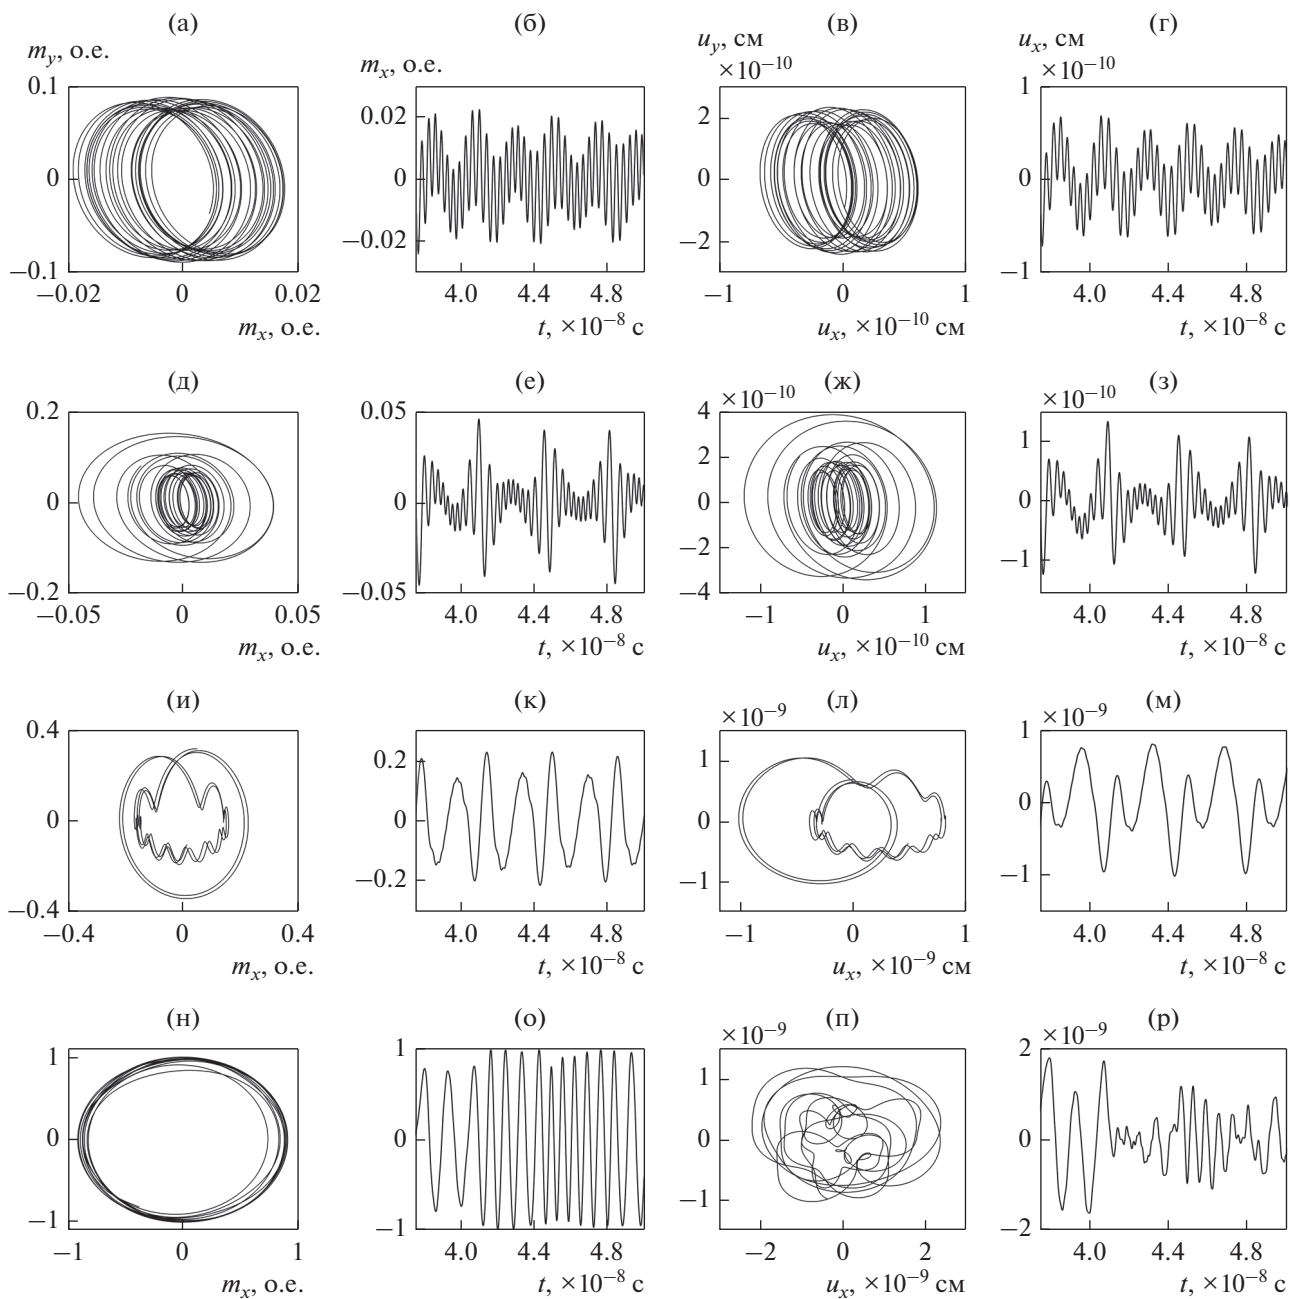 (а) (б) (в) (г)
m_y, о.е. m_x, о.е. u_y, см ×10⁻¹⁰ u_x, см ×10⁻¹⁰
0.1 0.02 2 1
0 0 0 0
−0.1 −0.02 −2 −1
−0.02 0 0.02 4.0 4.4 4.8 −1 0 1 4.0 4.4 4.8
m_x, о.е. t, ×10⁻⁸ с u_x, ×10⁻¹⁰ см t, ×10⁻⁸ с
(д) (е) (ж) (з)
×10⁻¹⁰ ×10⁻¹⁰
0.2 0.05 4 2 1
0 0 0 0
−0.2 −0.05 −2 −4 −1
−0.05 0 0.05 4.0 4.4 4.8 −1 0 1 4.0 4.4 4.8
m_x, о.е. t, ×10⁻⁸ с u_x, ×10⁻¹⁰ см t, ×10⁻⁸ с
(и) (к) (л) (м)
×10⁻⁹ ×10⁻⁹
0.4 0.2 1 1
0 0 0 0
−0.4 −0.2 −1 −1
−0.4 0 0.4 4.0 4.4 4.8 −1 0 1 4.0 4.4 4.8
m_x, о.е. t, ×10⁻⁸ с u_x, ×10⁻⁹ см t, ×10⁻⁸ с
(н) (о) (п) (р)
×10⁻⁹ ×10⁻⁹
1 1 1 2
0 0 0 0
−1 −1 −1 −2
−1 0 1 4.0 4.4 4.8 −2 0 2 4.0 4.4 4.8
m_x, о.е. t, ×10⁻⁸ с u_x, ×10⁻⁹ см t, ×10⁻⁸ с